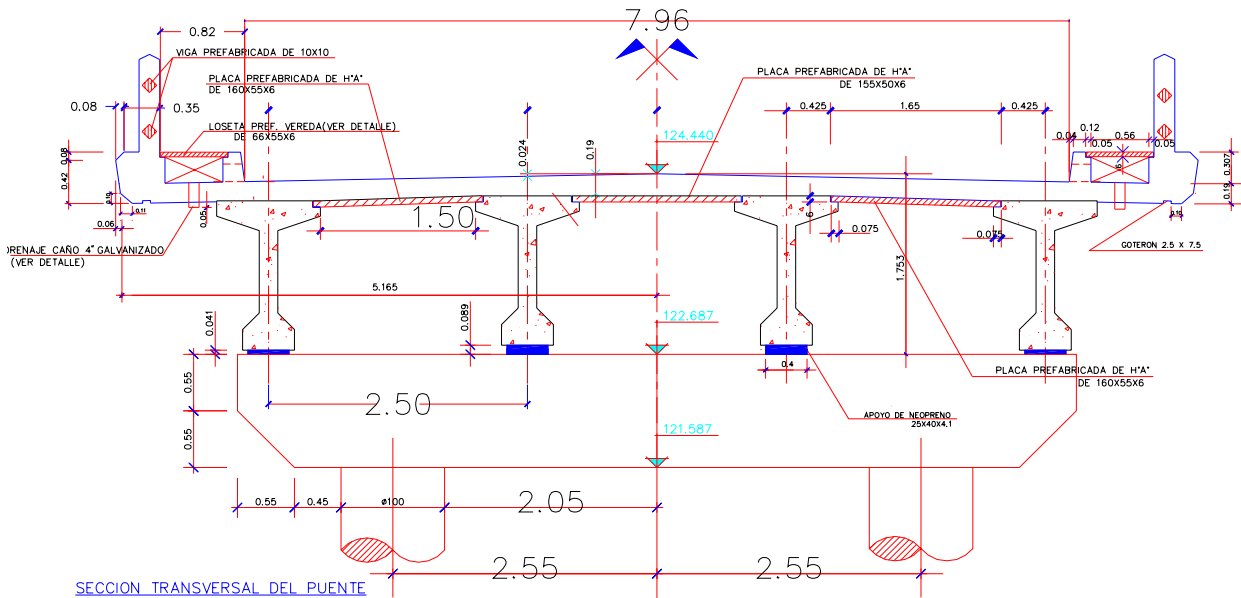 7.96
0.82
VIGA PREFABRICADA DE 10X10
PLACA PREFABRICADA DE H"A"
DE 160X55X6
PLACA PREFABRICADA DE H"A"
DE 155X50X6
0.08
0.35
LOSETA PREF. VEREDA(VER DETALLE)
DE 66X55X6
0.425
1.65
0.425
124.440
0.04
0.12
0.05
0.56
0.05
0.024
0.19
0.08
0.42
0.307
0.19
0.11
0.05
0.06
1.50
6
0.075
0.075
1.753
0.10
DRENAJE CAÑO 4" GALVANIZADO
(VER DETALLE)
GOTERON 2.5 X 7.5
5.165
0.041
0.089
122.687
0.4
PLACA PREFABRICADA DE H"A"
DE 160X55X6
0.55
2.50
APOYO DE NEOPRENO
25X40X4.1
0.55
121.587
0.55
0.45
ø100
2.05
2.55
2.55
SECCION TRANSVERSAL DEL PUENTE